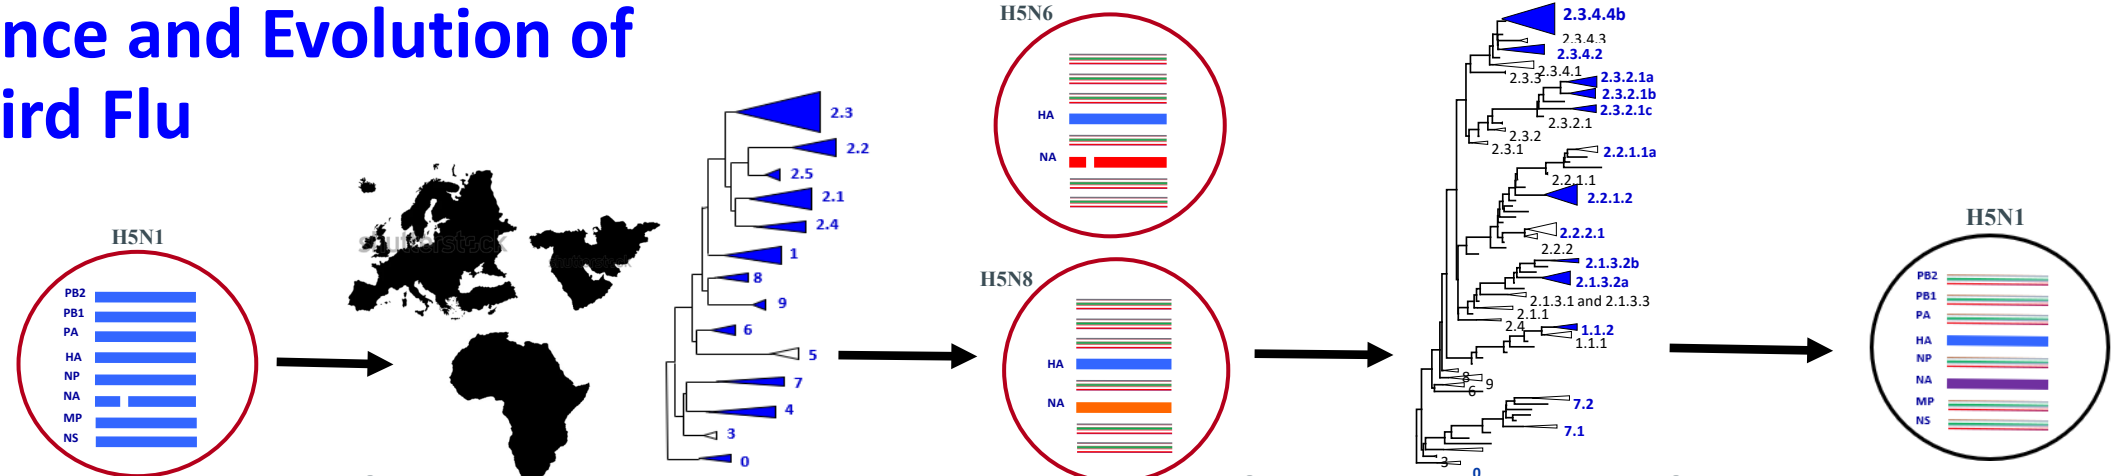 nce and Evolution of
ird Flu
H5N1
PB2
PB1
PA
HA
NP
NA
MP
NS
shutterstock
2.3
2.2
2.5
2.1
2.4
1
8
9
6
5
7
4
3
0
H5N6
HA
NA
H5N8
HA
NA
2.3.4.4b
2.3.4.3
2.3.4.2
2.3.4.1
2.3.3
2.3.2.1a
2.3.2.1b
2.3.2.1c
2.3.2.1
2.3.2
2.3.1
2.2.1.1a
2.2.1.1
2.2.1.2
2.2.2.1
2.2.2
2.1.3.2b
2.1.3.2a
2.1.3.1 and 2.1.3.3
2.1.1
2.4
1.1.2
1.1.1
8
9
6
7.2
7.1
3
0
H5N1
PB2
PB1
PA
HA
NP
NA
MP
NS